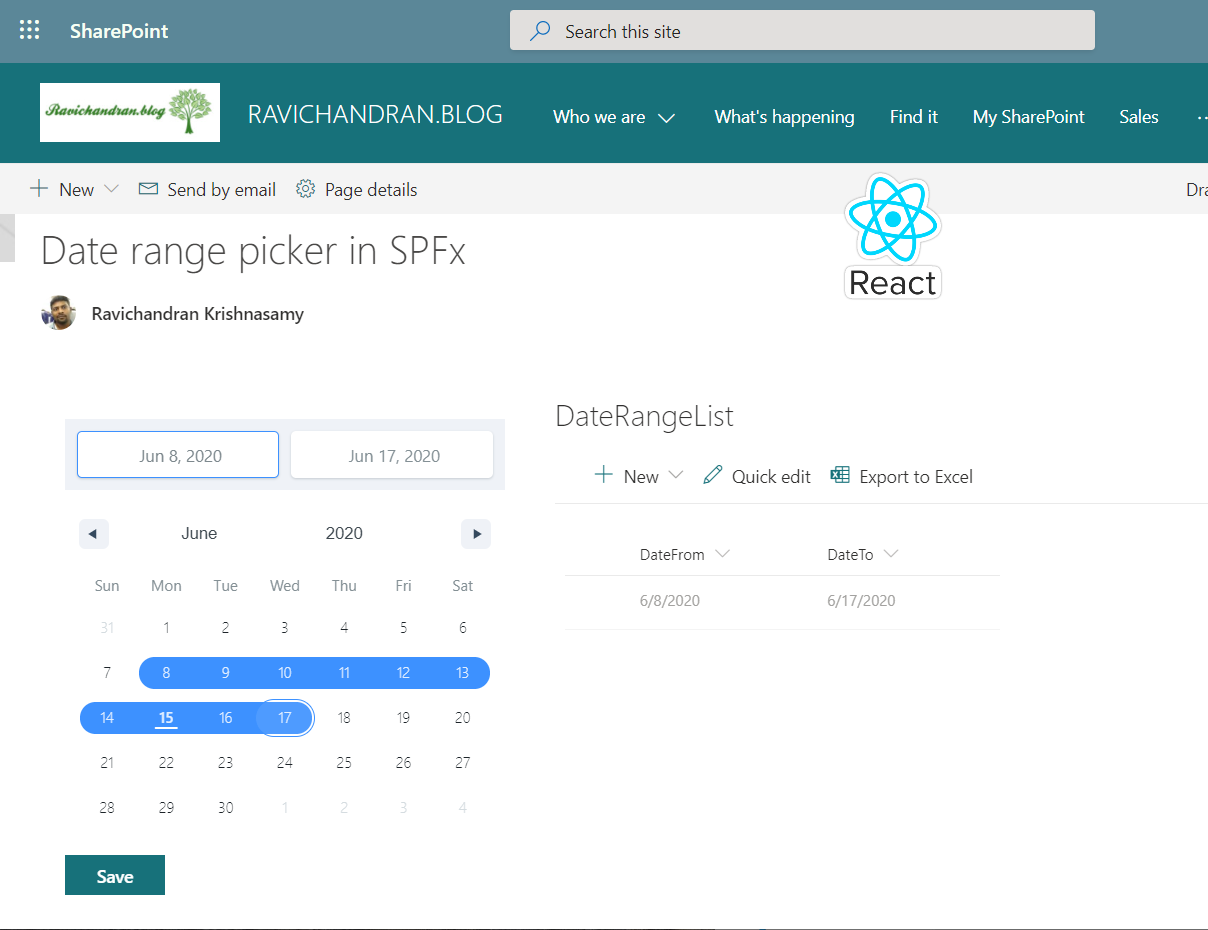 SharePoint
Search this site
Ravichandran.blog
RAVICHANDRAN.BLOG
Who we are
What's happening
Find it
My SharePoint
Sales
New
Send by email
Page details
Dra
React
Date range picker in SPFx
Ravichandran Krishnasamy
Jun 8, 2020
Jun 17, 2020
June 2020
Sun Mon Tue Wed Thu Fri Sat
31 1 2 3 4 5 6
7 8 9 10 11 12 13
14 15 16 17 18 19 20
21 22 23 24 25 26 27
28 29 30 1 2 3 4
Save
DateRangeList
New
Quick edit
Export to Excel
DateFrom DateTo
6/8/2020 6/17/2020